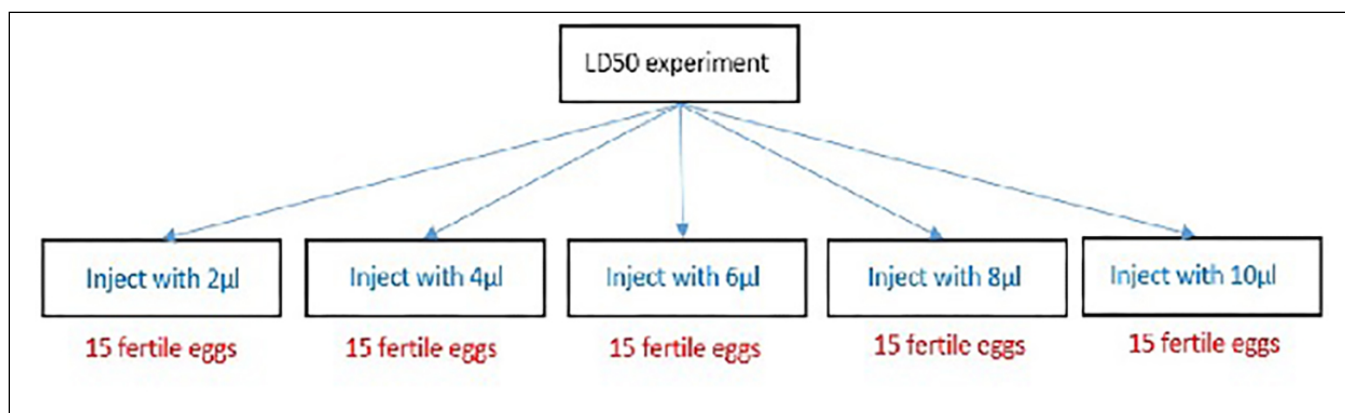 LD50 experiment
Inject with 2µl
Inject with 4µl
Inject with 6µl
Inject with 8µl
Inject with 10µl
15 fertile eggs
15 fertile eggs
15 fertile eggs
15 fertile eggs
15 fertile eggs